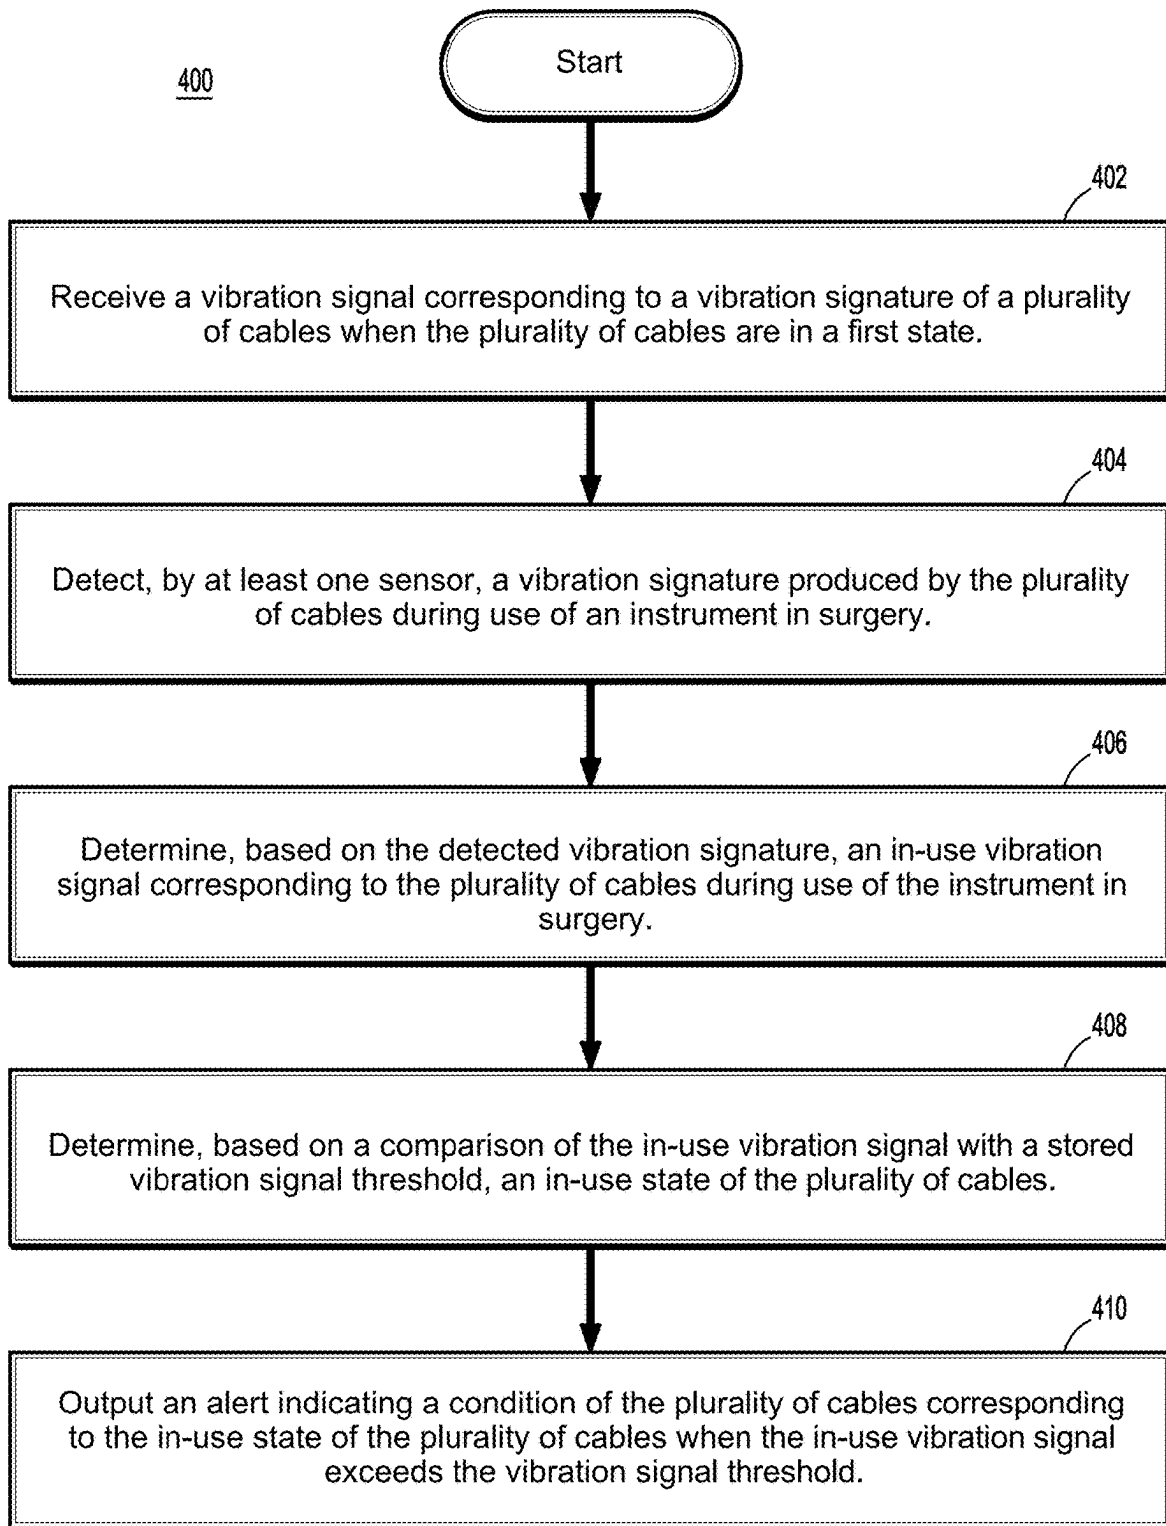 400
Start
402
Receive a vibration signal corresponding to a vibration signature of a plurality
of cables when the plurality of cables are in a first state.
404
Detect, by at least one sensor, a vibration signature produced by the plurality
of cables during use of an instrument in surgery.
406
Determine, based on the detected vibration signature, an in-use vibration
signal corresponding to the plurality of cables during use of the instrument in
surgery.
408
Determine, based on a comparison of the in-use vibration signal with a stored
vibration signal threshold, an in-use state of the plurality of cables.
410
Output an alert indicating a condition of the plurality of cables corresponding
to the in-use state of the plurality of cables when the in-use vibration signal
exceeds the vibration signal threshold.